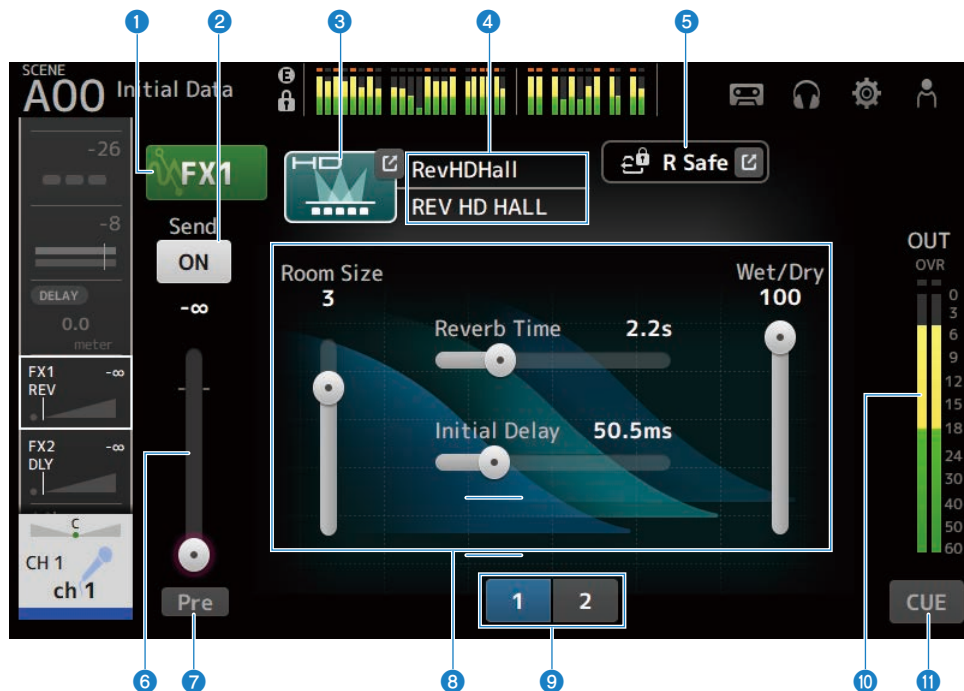 1 2 3 4 5
SCENE
A00 Initial Data
E
-26
FX1
HD
RevHDHall
REV HD HALL
R Safe
-8
Send
ON
OUT
OVR
DELAY
0.0
meter
-∞
Room Size
3
Wet/Dry
100
Reverb Time 2.2s
Initial Delay 50.5ms
0
3
6
9
12
15
18
24
30
40
50
60
FX1 -∞
REV
FX2 -∞
DLY
C
CH 1
ch 1
Pre
1 2
CUE
6 7 8 9 10 11